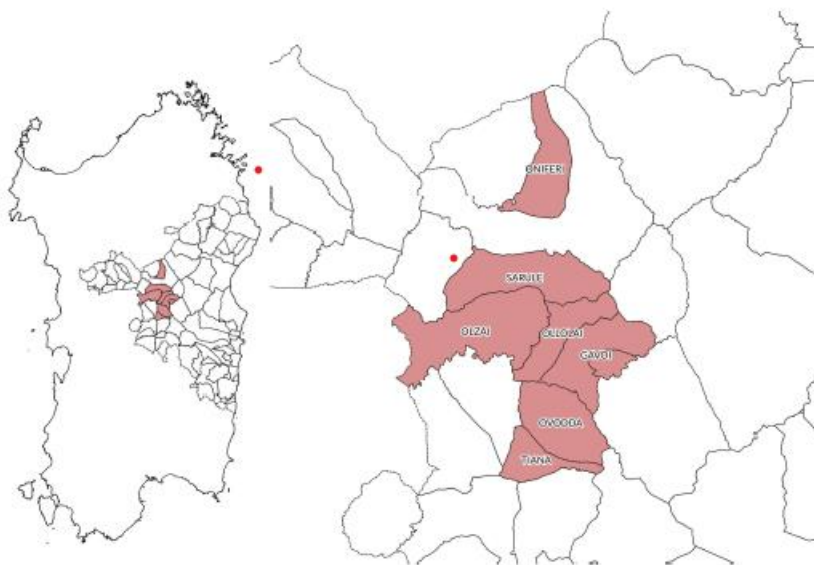 ONIFERI
SARULE
OLZAI
OLLOLAI
GAVOI
OVODDA
TIANA